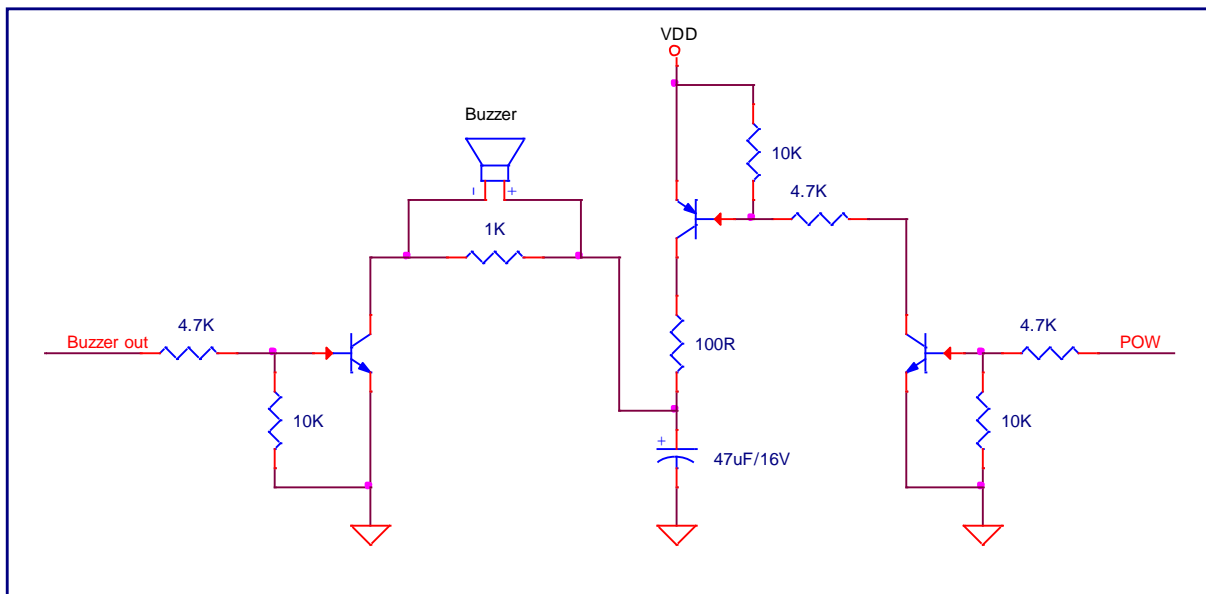 VDD
Buzzer
10K
4.7K
- +
1K
4.7K
Buzzer out
100R
4.7K
POW
10K
10K
+
47uF/16V